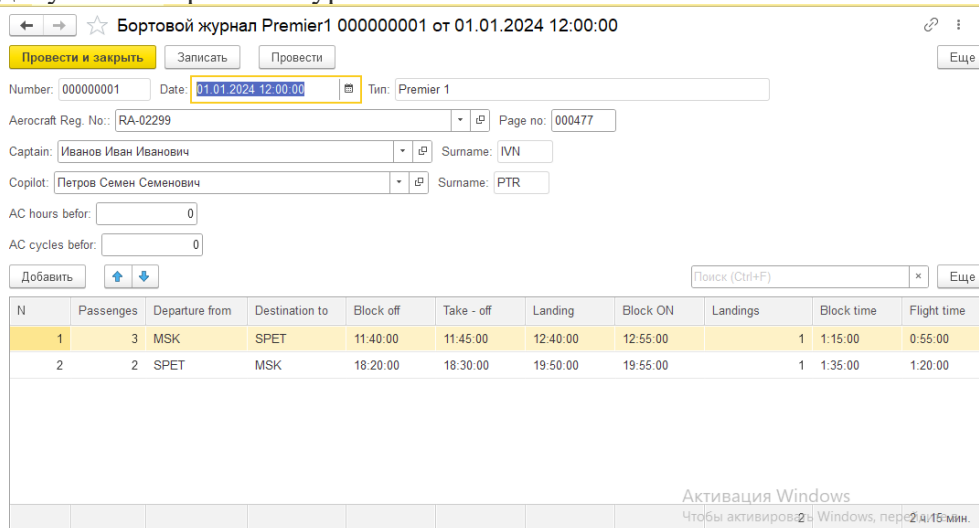 Бортовой журнал Premier1 000000001 от 01.01.2024 12:00:00
Провести и закрыть Записать Провести Еще
Number: 000000001 Date: 01.01.2024 12:00:00 Тип: Premier 1
Aerocraft Reg. No:: RA-02299 Page no: 000477
Captain: Иванов Иван Иванович Surname: IVN
Copilot: Петров Семен Семенович Surname: PTR
AC hours befor: 0
AC cycles befor: 0
Добавить Поиск (Ctrl+F) × Еще
N Passenges Departure from Destination to Block off Take - off Landing Block ON Landings Block time Flight time
1 3 MSK SPET 11:40:00 11:45:00 12:40:00 12:55:00 1 1:15:00 0:55:00
2 2 SPET MSK 18:20:00 18:30:00 19:50:00 19:55:00 1 1:35:00 1:20:00
Активация Windows
Чтобы активировать Windows, 2 2 ч 15 мин.